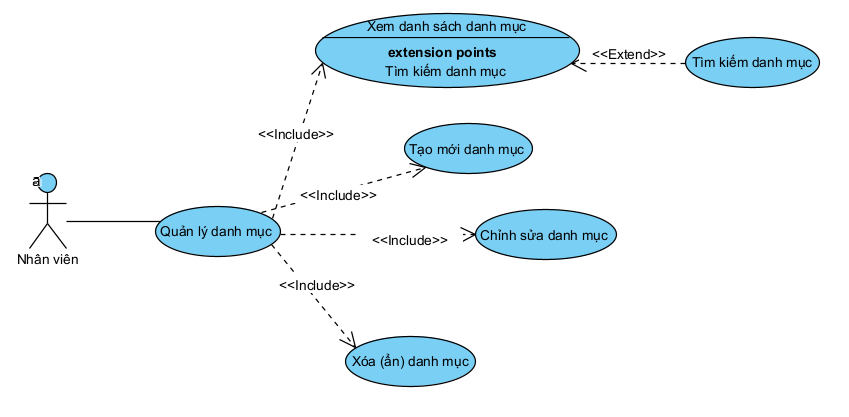 Xem danh sách danh mục
extension points
Tìm kiếm danh mục
<<Extend>>
Tìm kiếm danh mục
<<Include>>
Tạo mới danh mục
<<Include>>
a
Nhân viên
Quản lý danh mục
<<Include>>
Chỉnh sửa danh mục
<<Include>>
Xóa (ẩn) danh mục